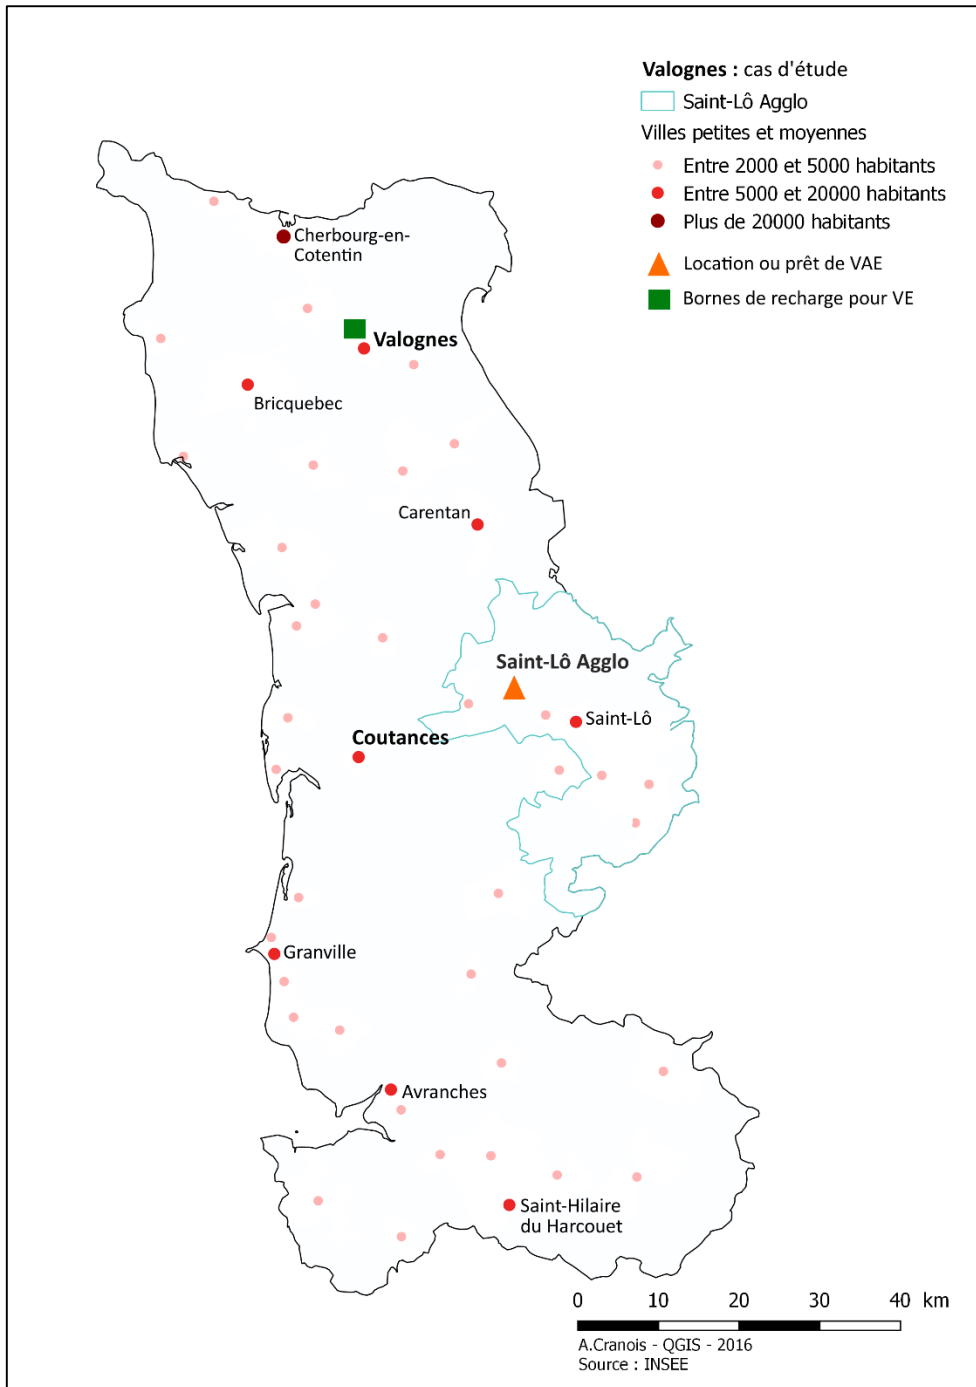 Valognes : cas d'étude
Saint-Lô Agglo
Villes petites et moyennes
Entre 2000 et 5000 habitants
Entre 5000 et 20000 habitants
Plus de 20000 habitants
Location ou prêt de VAE
Bornes de recharge pour VE
Cherbourg-en-
Cotentin
Valognes
Bricquebec
Carentan
Saint-Lô Agglo
Saint-Lô
Coutances
Granville
Avranches
Saint-Hilaire
du Harcouet
0 10 20 30 40 km
A.Cranois - QGIS - 2016
Source : INSEE